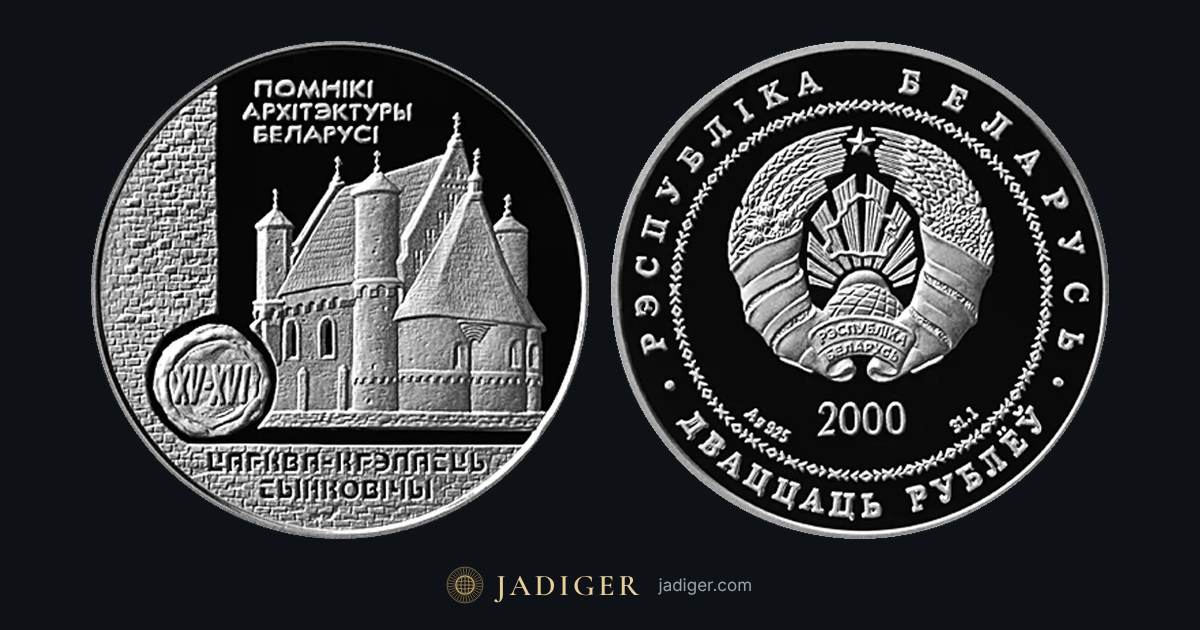 ПОМНІКІ
АРХІТЭКТУРЫ
БЕЛАРУСІ
XV-XVI
ЦАРКВА-КРЭПАСЦЬ
СЫНКОВІЧЫ
РЭСПУБЛІКА БЕЛАРУСЬ
РЭСПУБЛІКА
БЕЛАРУСЬ
2000
Ag 925
31.1
• ДВАЦЦАЦЬ РУБЛЁЎ •
JADIGER jadiger.com